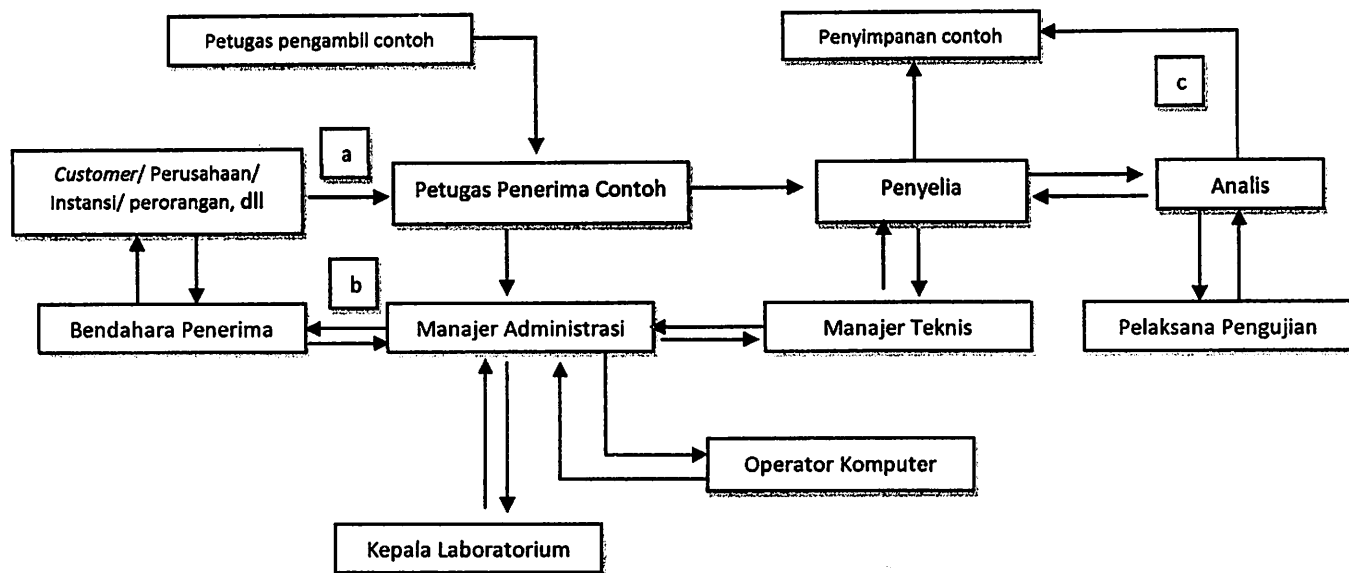 Petugas pengambil contoh
Penyimpanan contoh
c
a
Customer/ Perusahaan/
Instansi/ perorangan, dll
Petugas Penerima Contoh
Penyelia
Analis
b
Bendahara Penerima
Manajer Administrasi
Manajer Teknis
Pelaksana Pengujian
Operator Komputer
Kepala Laboratorium